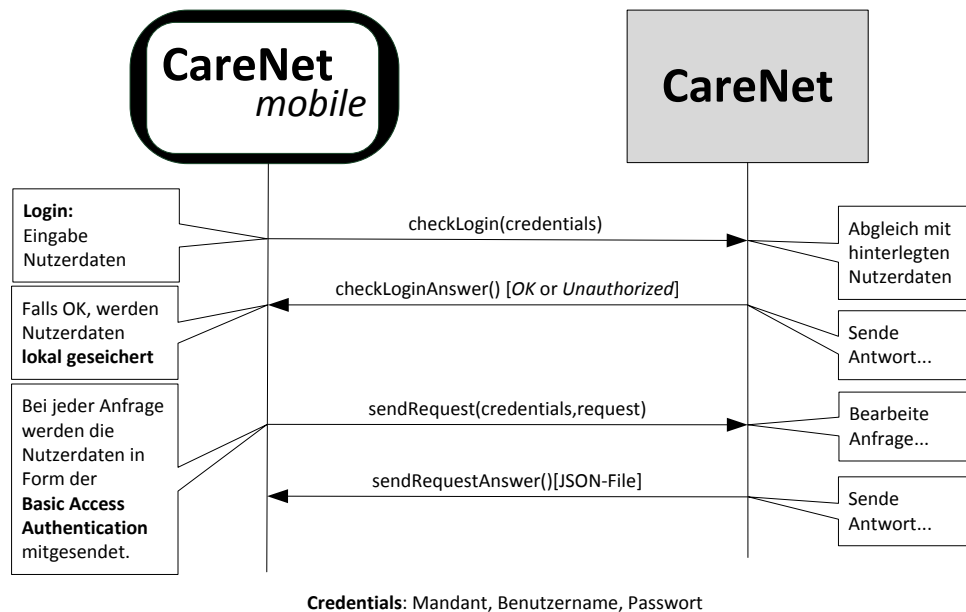 CareNet
mobile
CareNet
Login:
Eingabe
Nutzerdaten
checkLogin(credentials)
Abgleich mit
hinterlegten
Nutzerdaten
checkLoginAnswer() [OK or Unauthorized]
Falls OK, werden
Nutzerdaten
lokal gesichert
Sende
Antwort...
Bei jeder Anfrage
werden die
Nutzerdaten in
Form der
Basic Access
Authentication
mitgesendet.
sendRequest(credentials,request)
Bearbeite
Anfrage...
sendRequestAnswer()[JSON-File]
Sende
Antwort...
Credentials: Mandant, Benutzername, Passwort